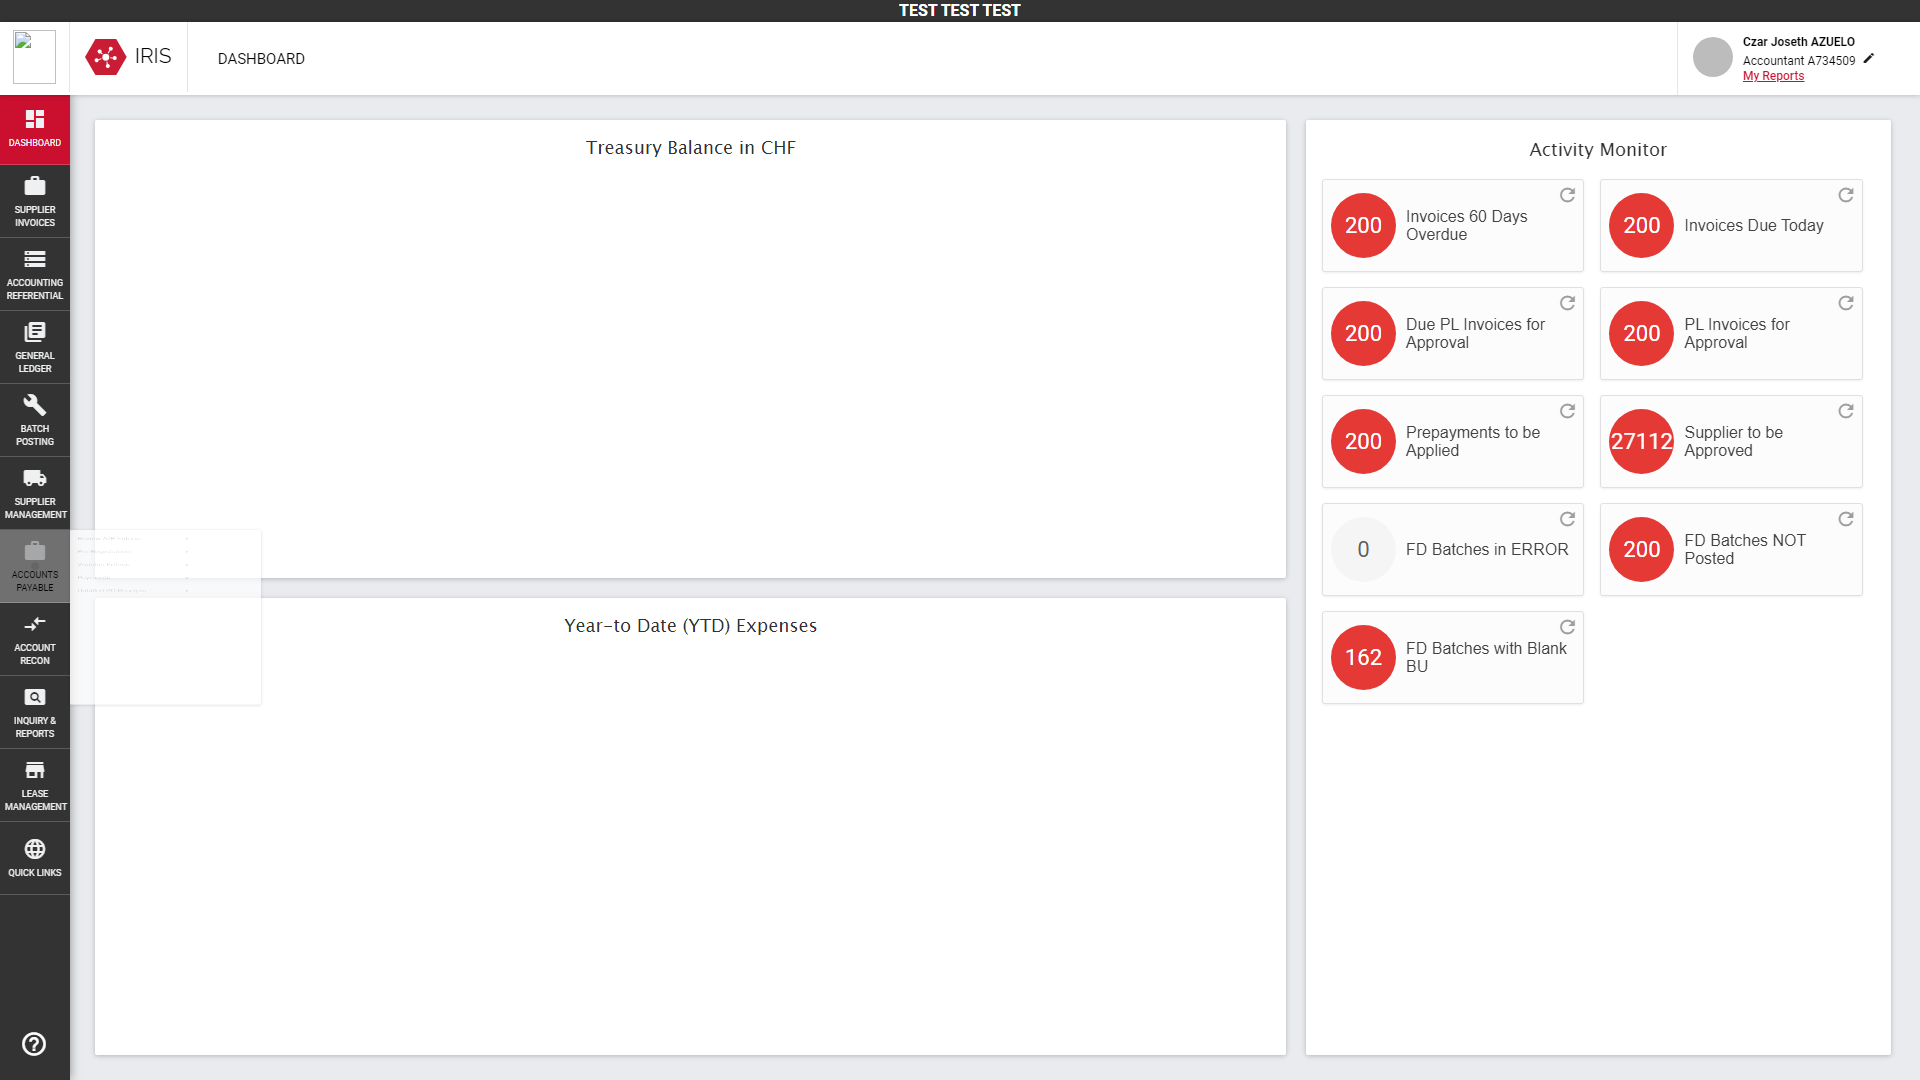 TEST TEST TEST
IRIS
DASHBOARD
Czar Joseth AZUELO
Accountant A734509
My Reports
DASHBOARD
SUPPLIER
INVOICES
ACCOUNTING
REFERENTIAL
GENERAL
LEDGER
BATCH
POSTING
SUPPLIER
MANAGEMENT
ACCOUNTS
PAYABLE
ACCOUNT
RECON
INQUIRY &
REPORTS
LEASE
MANAGEMENT
QUICK LINKS
Treasury Balance in CHF
Year-to Date (YTD) Expenses
Activity Monitor
200
Invoices 60 Days
Overdue
200
Invoices Due Today
200
Due PL Invoices for
Approval
200
PL Invoices for
Approval
200
Prepayments to be
Applied
27112
Supplier to be
Approved
0
FD Batches in ERROR
200
FD Batches NOT
Posted
162
FD Batches with Blank
BU